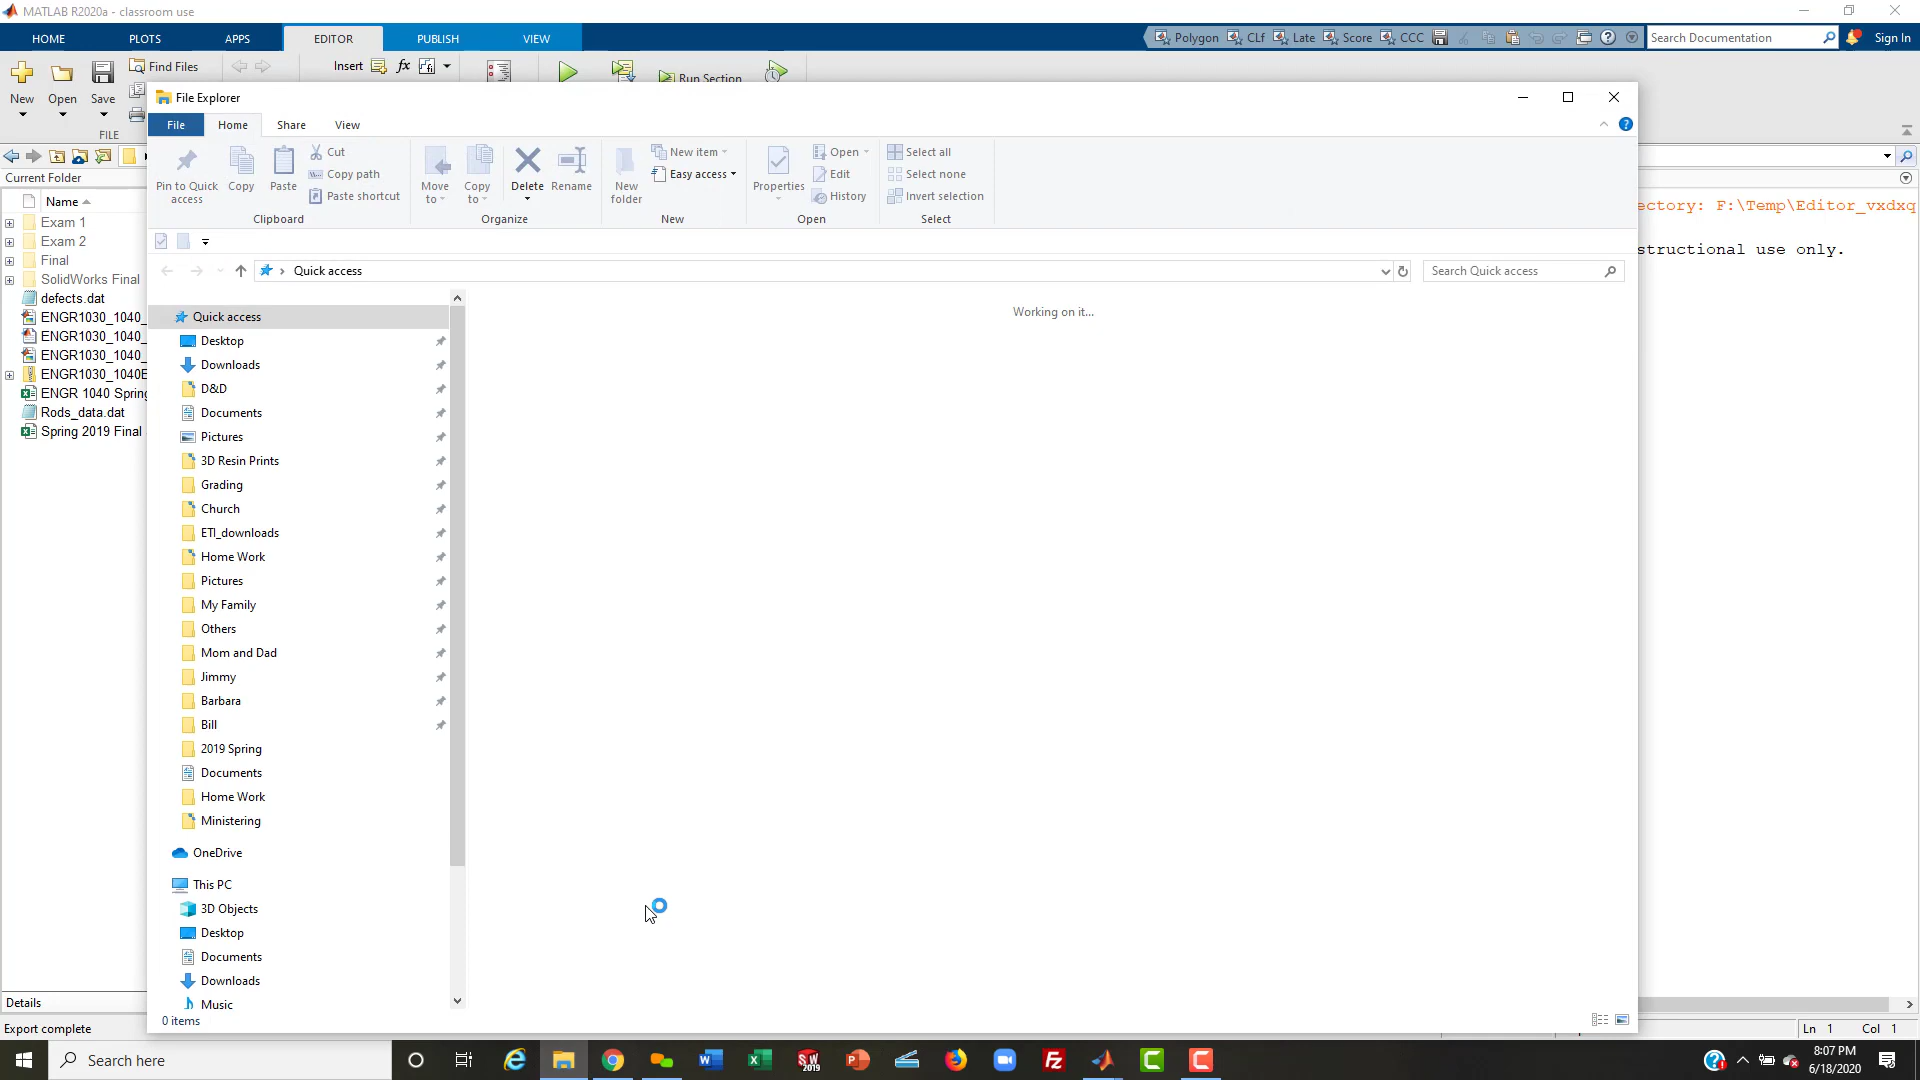 MATLAB R2020a - classroom use
HOME PLOTS APPS EDITOR PUBLISH VIEW
Polygon CLf Late Score CCC
Search Documentation
Sign In
Find Files
Insert
fx
Run Section
New
Open
Save
FILE
File Explorer
File Home Share View
Pin to Quick access
Copy
Paste
Cut
Copy path
Paste shortcut
Clipboard
Move to
Copy to
Delete
Rename
Organize
New folder
New item
Easy access
New
Properties
Open
Edit
History
Open
Select all
Select none
Invert selection
Select
Quick access
Search Quick access
Working on it...
Current Folder
Name
Exam 1
Exam 2
Final
SolidWorks Final
defects.dat
ENGR1030_1040_
ENGR1030_1040_
ENGR1030_1040_
ENGR1030_1040E
ENGR 1040 Spring
Rods_data.dat
Spring 2019 Final
Quick access
Desktop
Downloads
D&D
Documents
Pictures
3D Resin Prints
Grading
Church
ETI_downloads
Home Work
Pictures
My Family
Others
Mom and Dad
Jimmy
Barbara
Bill
2019 Spring
Documents
Home Work
Ministering
OneDrive
This PC
3D Objects
Desktop
Documents
Downloads
Music
0 items
ectory: F:\Temp\Editor_vxdxq
structional use only.
Details
Export complete
Ln 1 Col 1
Search here
SW 2019
8:07 PM
6/18/2020